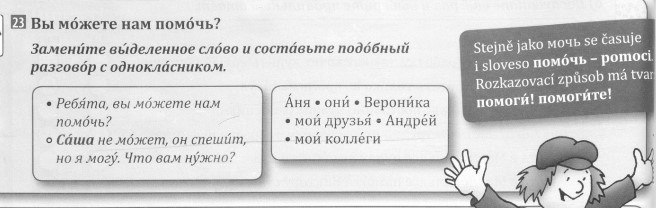 23 Вы мо́жете нам помо́чь?
Замени́те вы́деленное сло́во и соста́вьте подо́бный
разгово́р с однокла́сником.
• Ребя́та, вы мо́жете нам
помо́чь?
○ Са́ша не мо́жет, он спеши́т,
но я могу́. Что вам ну́жно?
А́ня • они́ • Верони́ка
• мои́ друзья́ • Андре́й
• мои́ колле́ги
Stejně jako мочь se časuje
i sloveso помо́чь – pomoci.
Rozkazovací způsob má tvar
помоги́! помоги́те!